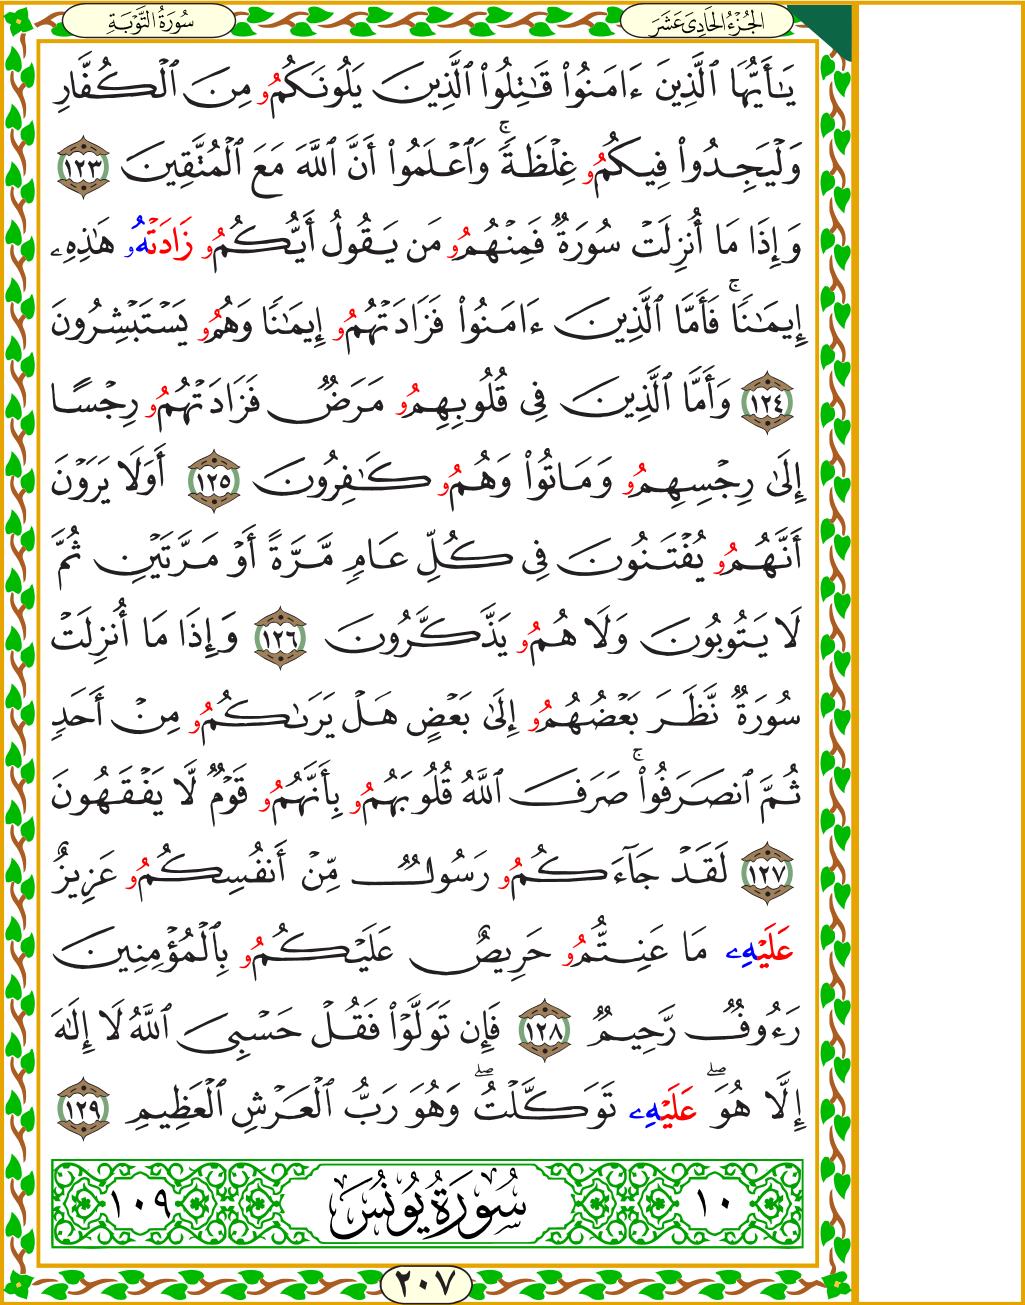 الجُزْءُ الحَادِيَ عَشَرَ
سُورَةُ التَّوْبَةِ
يَٰٓأَيُّهَا ٱلَّذِينَ ءَامَنُوا۟ قَٰتِلُوا۟ ٱلَّذِينَ يَلُونَكُمُۥ مِنَ ٱلْكُفَّارِ
وَلْيَجِدُوا۟ فِيكُمُۥ غِلْظَةًۚ وَٱعْلَمُوا۟ أَنَّ ٱللَّهَ مَعَ ٱلْمُتَّقِينَ ١٢٣
وَإِذَا مَا أُنزِلَتْ سُورَةٌ فَمِنْهُمُۥ مَن يَقُولُ أَيُّكُمُۥ زَادَتْهُۥ هَٰذِهِۦ
إِيمَٰنًاۚ فَأَمَّا ٱلَّذِينَ ءَامَنُوا۟ فَزَادَتْهُمُۥ إِيمَٰنًا وَهُمُۥ يَسْتَبْشِرُونَ
١٢٤ وَأَمَّا ٱلَّذِينَ فِى قُلُوبِهِمُۥ مَرَضٌ فَزَادَتْهُمُۥ رِجْسًا
إِلَىٰ رِجْسِهِمُۥ وَمَاتُوا۟ وَهُمُۥ كَٰفِرُونَ ١٢٥ أَوَلَا يَرَوْنَ
أَنَّهُمُۥ يُفْتَنُونَ فِى كُلِّ عَامٍ مَّرَّةً أَوْ مَرَّتَيْنِ ثُمَّ
لَا يَتُوبُونَ وَلَا هُمُۥ يَذَّكَّرُونَ ١٢٦ وَإِذَا مَا أُنزِلَتْ
سُورَةٌ نَّظَرَ بَعْضُهُمُۥ إِلَىٰ بَعْضٍ هَلْ يَرَىٰكُمُۥ مِنْ أَحَدٍ
ثُمَّ ٱنصَرَفُوا۟ۚ صَرَفَ ٱللَّهُ قُلُوبَهُمُۥ بِأَنَّهُمُۥ قَوْمٌ لَّا يَفْقَهُونَ
١٢٧ لَقَدْ جَآءَكُمُۥ رَسُولٌ مِّنْ أَنفُسِكُمُۥ عَزِيزٌ
عَلَيْهِۦ مَا عَنِتُّمُۥ حَرِيصٌ عَلَيْكُمُۥ بِٱلْمُؤْمِنِينَ
رَءُوفٌ رَّحِيمٌ ١٢٨ فَإِن تَوَلَّوْا۟ فَقُلْ حَسْبِىَ ٱللَّهُ لَا إِلَٰهَ
إِلَّا هُوَۖ عَلَيْهِۦ تَوَكَّلْتُۖ وَهُوَ رَبُّ ٱلْعَرْشِ ٱلْعَظِيمِ ١٢٩
١٠ سُورَةُ يُونُسَ ١٠٩
٢٠٧